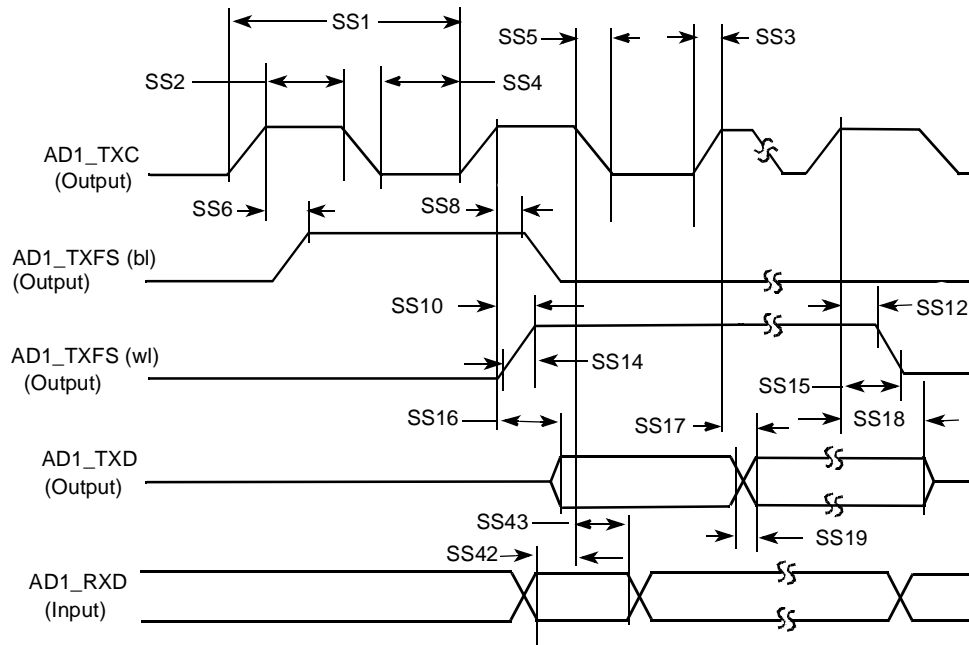 SS1
SS5
SS3
SS2
SS4
AD1_TXC
(Output)
SS6
SS8
AD1_TXFS (bl)
(Output)
SS10
SS12
AD1_TXFS (wl)
(Output)
SS14
SS15
SS16
SS17
SS18
AD1_TXD
(Output)
SS43
SS19
SS42
AD1_RXD
(Input)